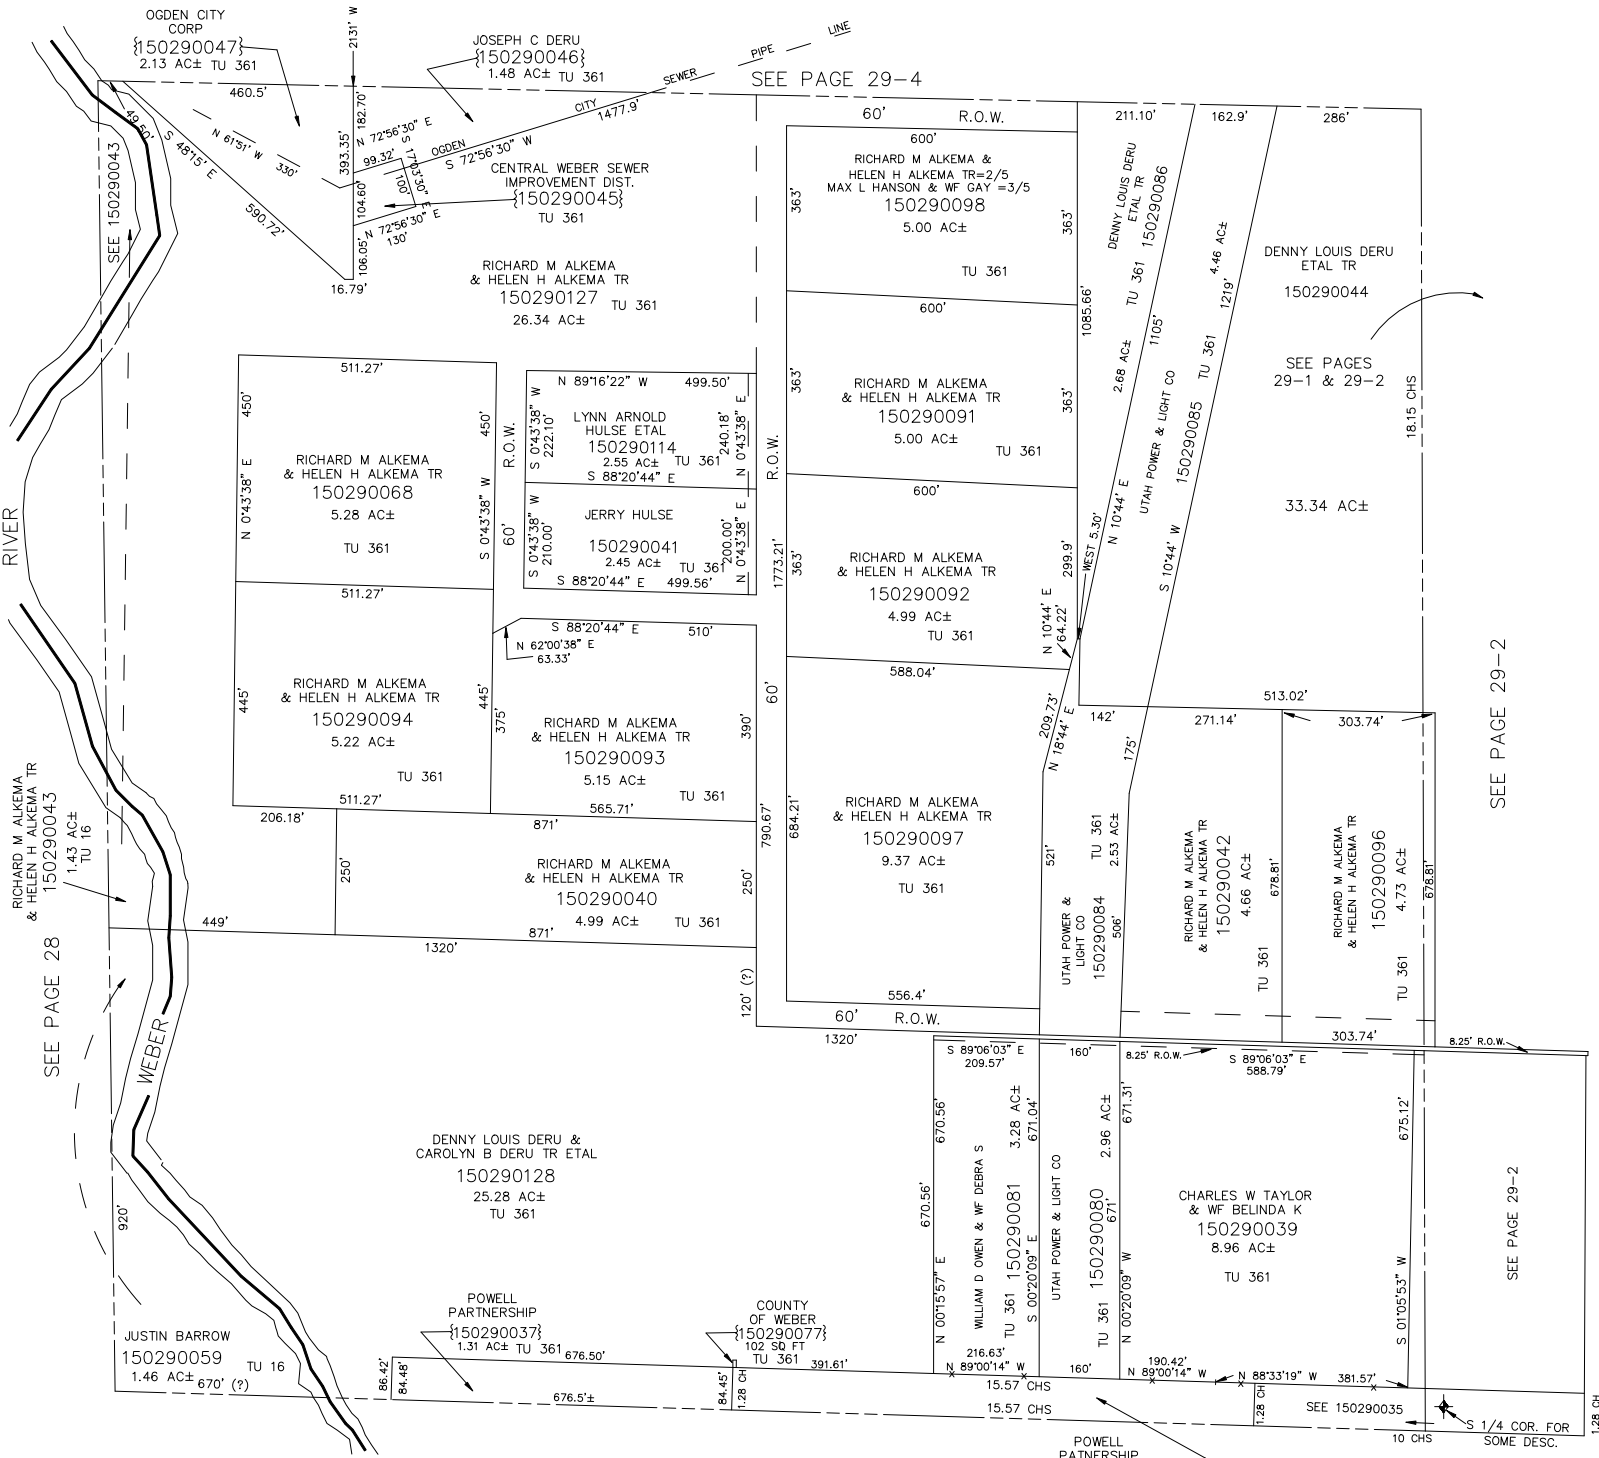 OGDEN CITY
CORP
{150290047}
2.13 AC± TU 361
2131' W
JOSEPH C DERU
{150290046}
1.48 AC± TU 361
OGDEN CITY SEWER PIPE LINE
SEE PAGE 29-4
460.5'
182.70'
393.35'
N 72°56'30" E
99.32'
S 17°03'30" E
100'
1477.9'
S 72°56'30" W
49.50'
S 48°15' E
590.72'
N 61°51' W
330'
104.60'
106.05'
16.79'
N 72°56'30" E
130'
CENTRAL WEBER SEWER
IMPROVEMENT DIST.
{150290045}
TU 361
SEE 150290043
RICHARD M ALKEMA
& HELEN H ALKEMA TR
150290127 TU 361
26.34 AC±
60' R.O.W.
600'
RICHARD M ALKEMA &
HELEN H ALKEMA TR=2/5
MAX L HANSON & WF GAY =3/5
150290098
5.00 AC±
TU 361
363'
363'
600'
211.10'
162.9'
286'
DENNY LOUIS DERU
ETAL TR
150290086
TU 361
2.68 AC±
1105'
N 10°44' E
1085.66'
4.46 AC±
1219'
TU 361
UTAH POWER & LIGHT CO
150290085
S 10°44' W
DENNY LOUIS DERU
ETAL TR
150290044
SEE PAGES
29-1 & 29-2
33.34 AC±
18.15 CHS
511.27'
450'
N 0°43'38" E
RICHARD M ALKEMA
& HELEN H ALKEMA TR
150290068
5.28 AC±
TU 361
450'
S 0°43'38" W
511.27'
R.O.W.
60'
N 89°16'22" W 499.50'
S 0°43'38" W
222.10'
LYNN ARNOLD
HULSE ETAL
150290114
2.55 AC± TU 361
S 88°20'44" E
240.18'
N 0°43'38" E
JERRY HULSE
150290041
2.45 AC± TU 361
S 88°20'44" E 499.56'
S 0°43'38" W
210.00'
200.00'
N 0°43'38" E
R.O.W.
1773.21'
60'
363'
363'
RICHARD M ALKEMA
& HELEN H ALKEMA TR
150290091
5.00 AC±
TU 361
600'
363'
RICHARD M ALKEMA
& HELEN H ALKEMA TR
150290092
4.99 AC±
TU 361
299.9'
WEST 5.30'
N 10°44' E
64.22'
588.04'
RIVER
445'
RICHARD M ALKEMA
& HELEN H ALKEMA TR
150290094
5.22 AC±
TU 361
445'
511.27'
S 88°20'44" E 510'
N 62°00'38" E
63.33'
375'
RICHARD M ALKEMA
& HELEN H ALKEMA TR
150290093
5.15 AC±
TU 361
390'
565.71'
209.73'
N 18°44' E
142'
175'
513.02'
271.14'
303.74'
SEE PAGE 29-2
RICHARD M ALKEMA
& HELEN H ALKEMA TR
150290043
1.43 AC±
TU 16
206.18'
871'
250'
RICHARD M ALKEMA
& HELEN H ALKEMA TR
150290040
4.99 AC± TU 361
250'
871'
449'
1320'
790.67'
684.21'
RICHARD M ALKEMA
& HELEN H ALKEMA TR
150290097
9.37 AC±
TU 361
556.4'
521'
UTAH POWER &
LIGHT CO
150290084
TU 361
2.53 AC±
506'
RICHARD M ALKEMA
& HELEN H ALKEMA TR
150290042
4.66 AC±
TU 361
678.81'
RICHARD M ALKEMA
& HELEN H ALKEMA TR
150290096
4.73 AC±
TU 361
678.81'
303.74'
SEE PAGE 28
WEBER
120' (?)
60' R.O.W.
1320'
S 89°06'03" E
209.57'
160'
8.25' R.O.W.
S 89°06'03" E
588.79'
8.25' R.O.W.
DENNY LOUIS DERU &
CAROLYN B DERU TR ETAL
150290128
25.28 AC±
TU 361
670.56'
670.56'
N 00°15'57" E
WILLIAM D OWEN & WF DEBRA S
TU 361 150290081 3.28 AC±
671.04'
S 00°20'09" E
216.63'
N 89°00'14" W
UTAH POWER & LIGHT CO
TU 361 150290080 2.96 AC±
671'
671.31'
N 00°20'09" W
160'
CHARLES W TAYLOR
& WF BELINDA K
150290039
8.96 AC±
TU 361
675.12'
S 01°05'53" W
SEE PAGE 29-2
190.42'
N 89°00'14" W
N 88°33'19" W 381.57'
920'
JUSTIN BARROW
150290059 TU 16
1.46 AC± 670' (?)
POWELL
PARTNERSHIP
{150290037}
1.31 AC± TU 361
676.50'
86.42'
84.48'
676.5'±
COUNTY
OF WEBER
{150290077}
102 SQ FT
TU 361
391.61'
84.45'
1.28 CH
15.57 CHS
15.57 CHS
1.28 CH
SEE 150290035
10 CHS
S 1/4 COR. FOR
SOME DESC.
1.28 CH
POWELL
PATNERSHIP